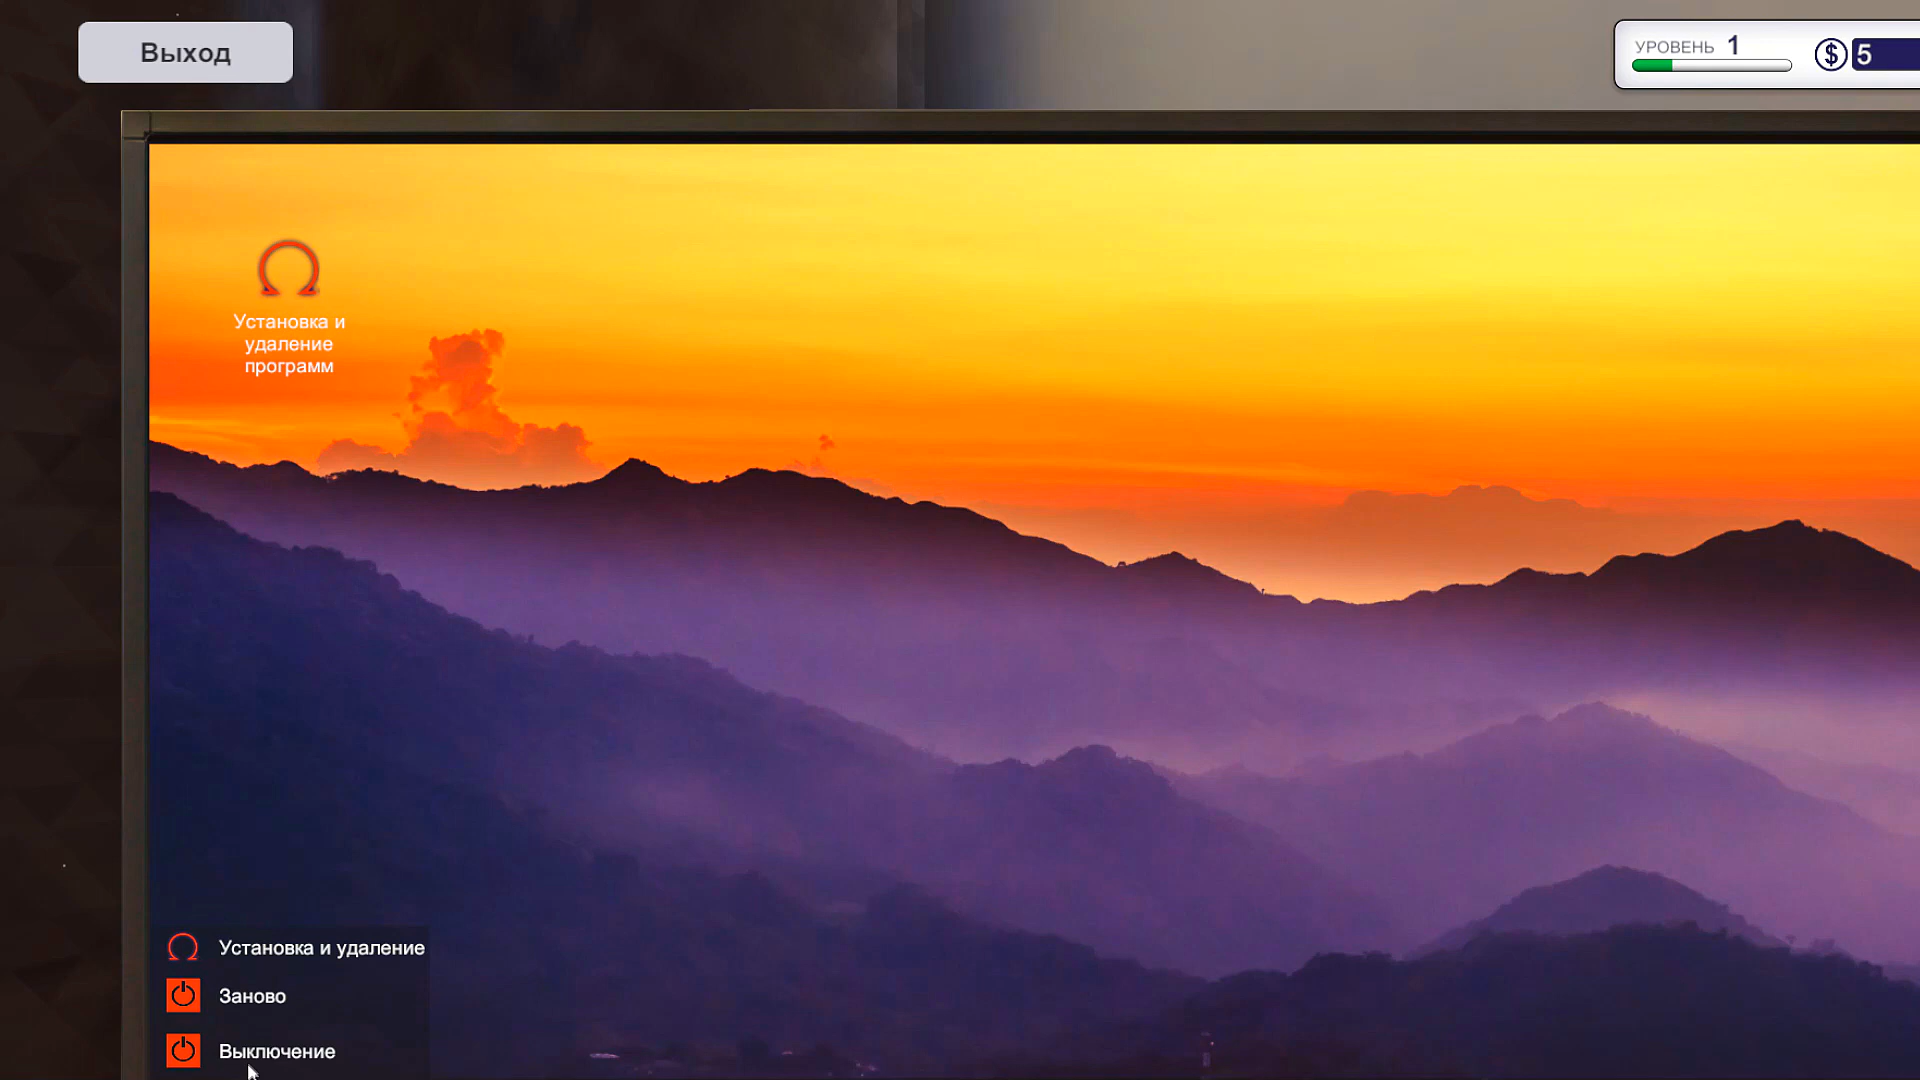 Выход
УРОВЕНЬ 1
$ 5
Установка и
удаление
программ
Установка и удаление
Заново
Выключение